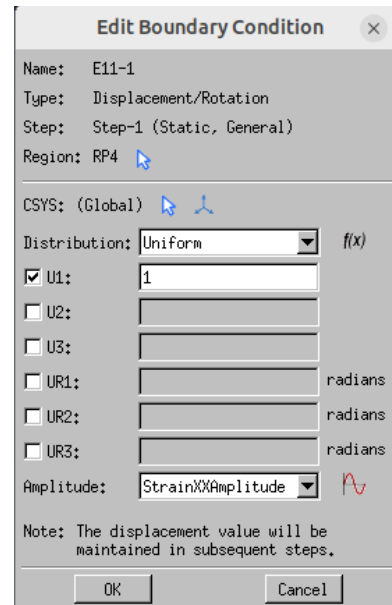 Edit Boundary Condition
Name: E11-1
Type: Displacement/Rotation
Step: Step-1 (Static, General)
Region: RP4
CSYS: (Global)
Distribution: Uniform f(x)
U1: 1
U2:
U3:
UR1: radians
UR2: radians
UR3: radians
Amplitude: StrainXXAmplitude
Note: The displacement value will be
maintained in subsequent steps.
OK Cancel